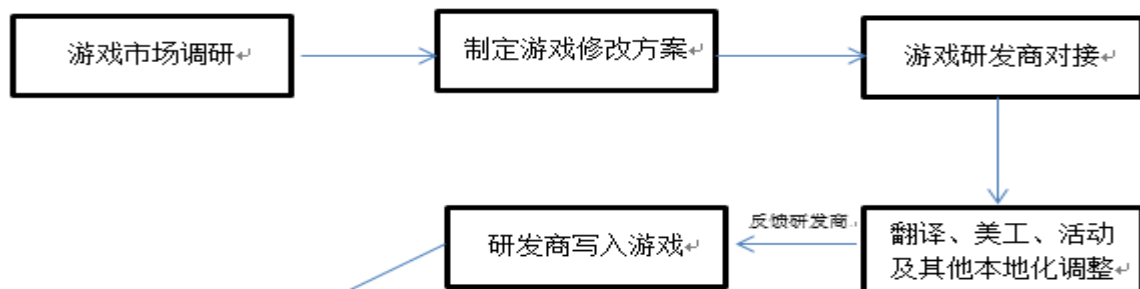 游戏市场调研
制定游戏修改方案
游戏研发商对接
研发商写入游戏
反馈研发商
翻译、美工、活动
及其他本地化调整